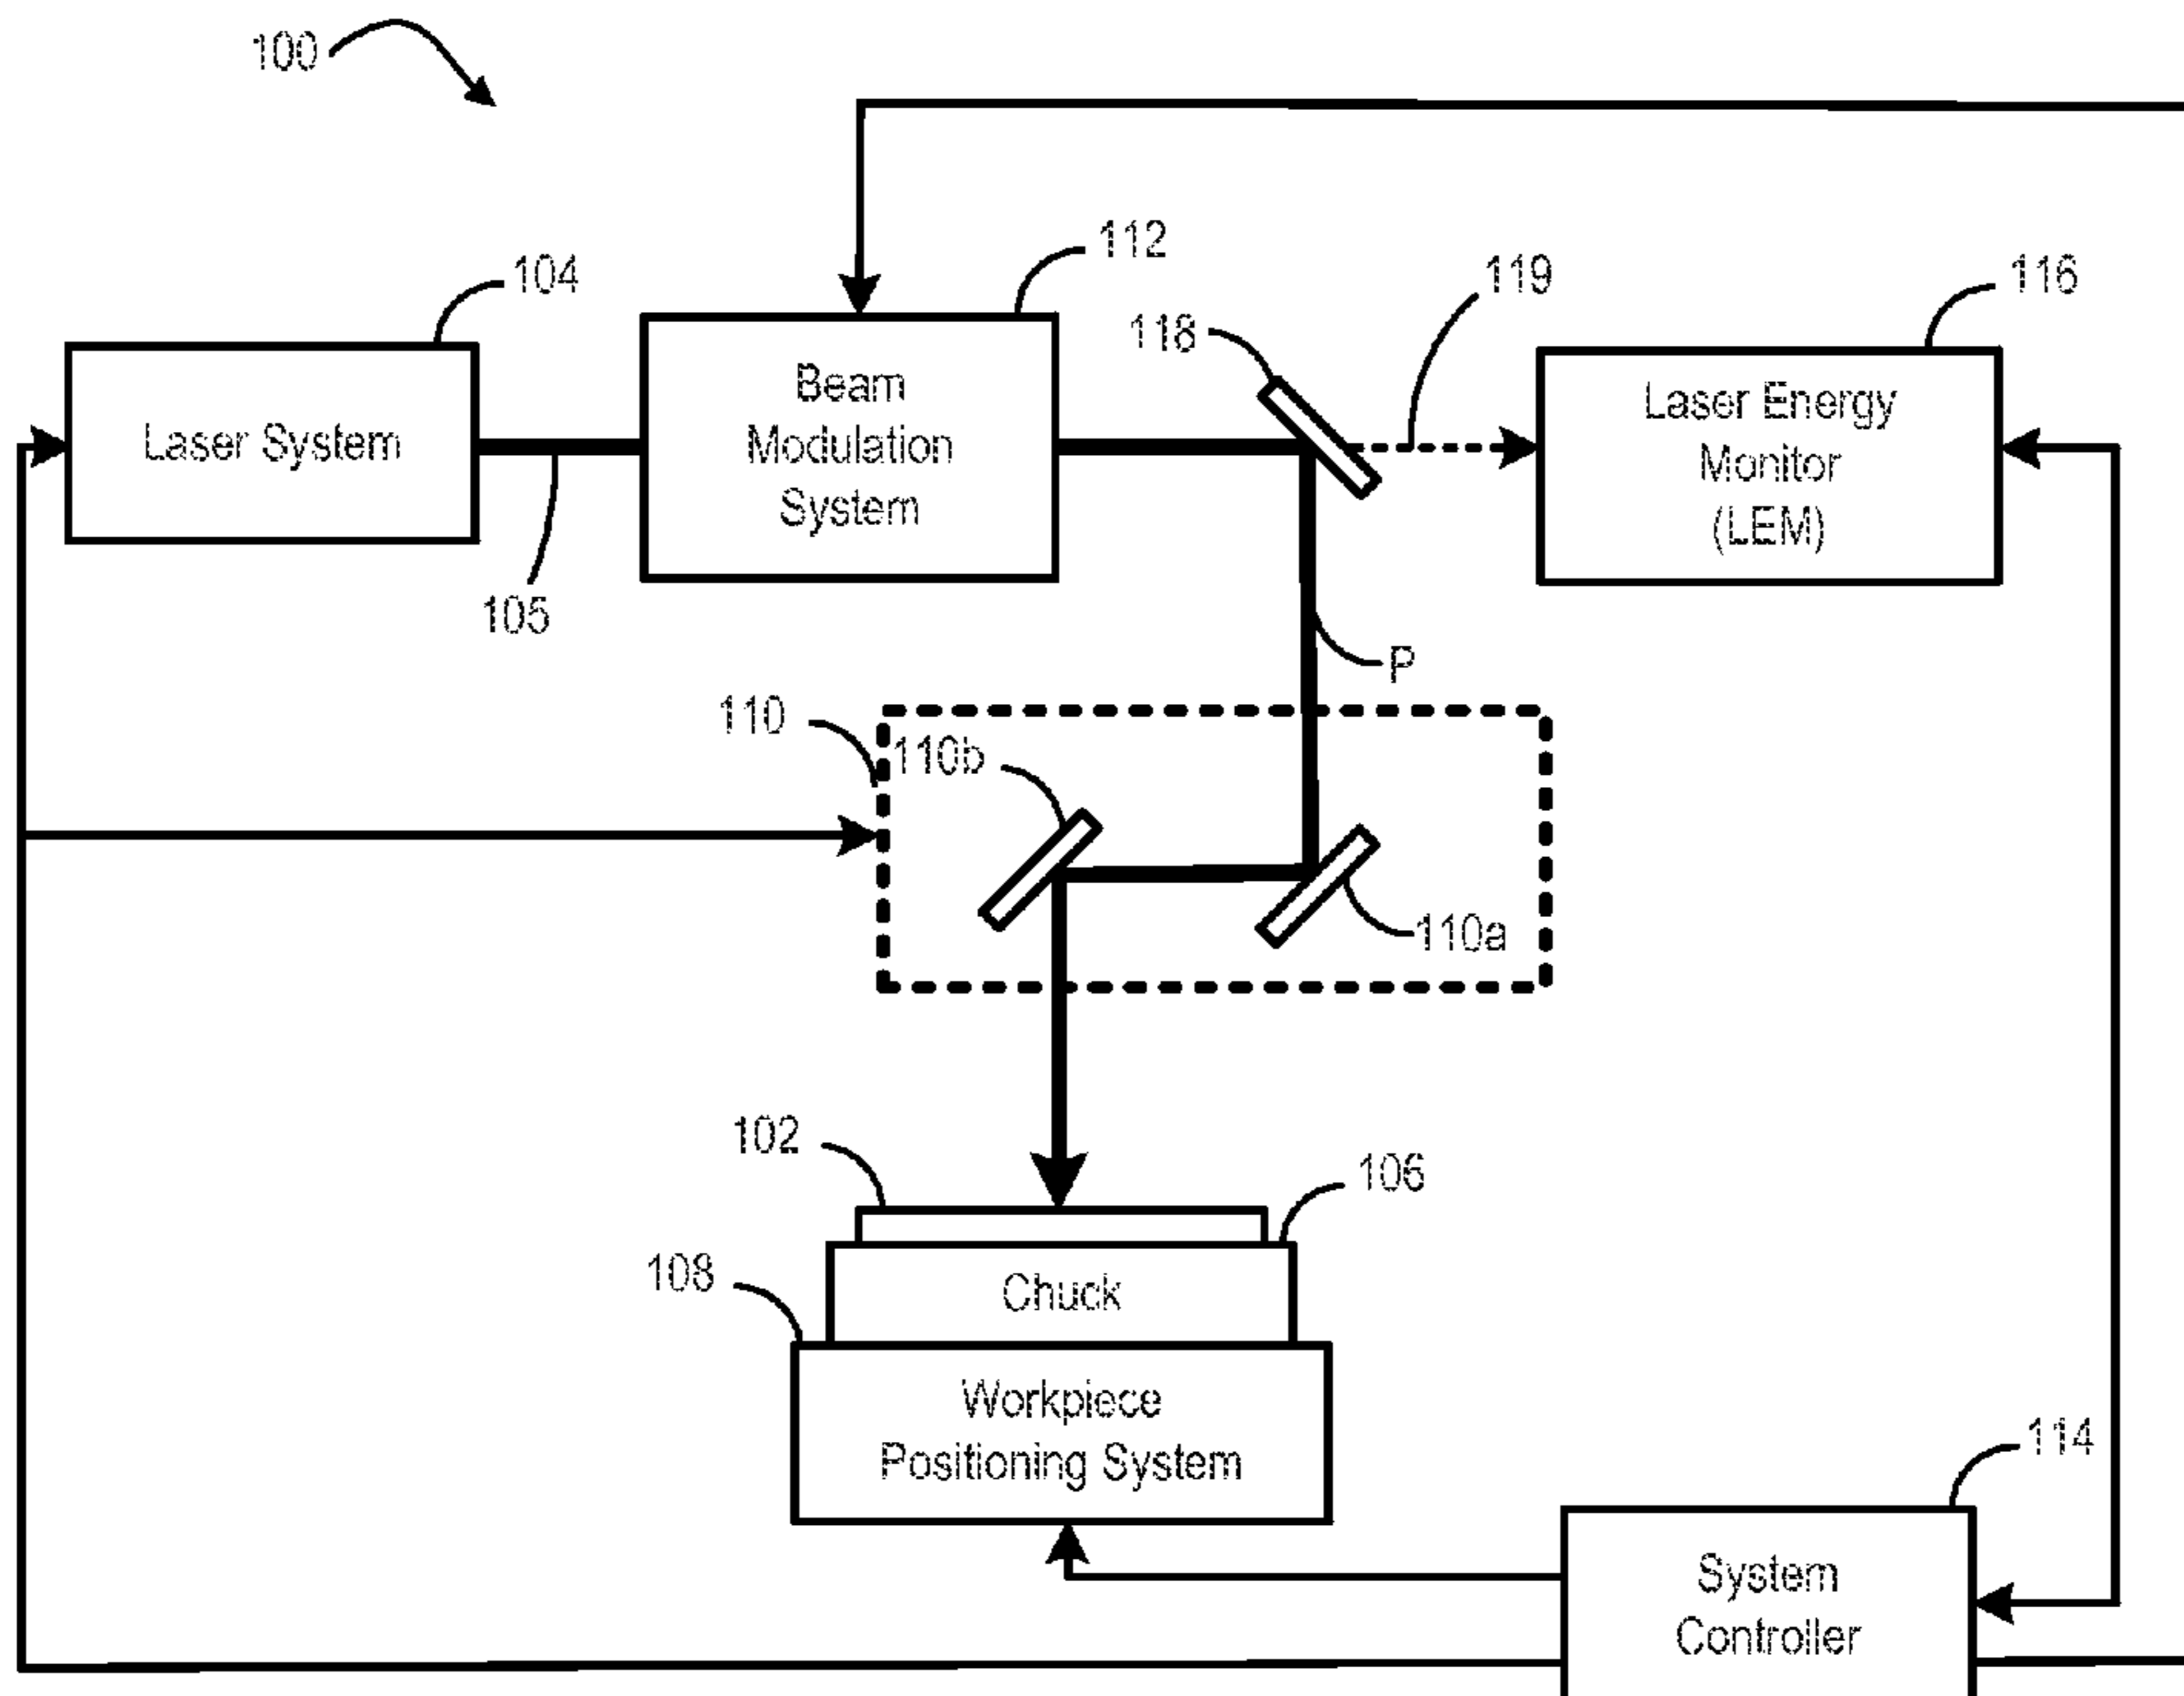 100
112
104
119
116
118
Beam
Modulation
System
Laser System
Laser Energy
Monitor
(LEM)
105
P
110
110b
110a
102
106
108
Chuck
Workpiece
Positioning System
114
System
Controller